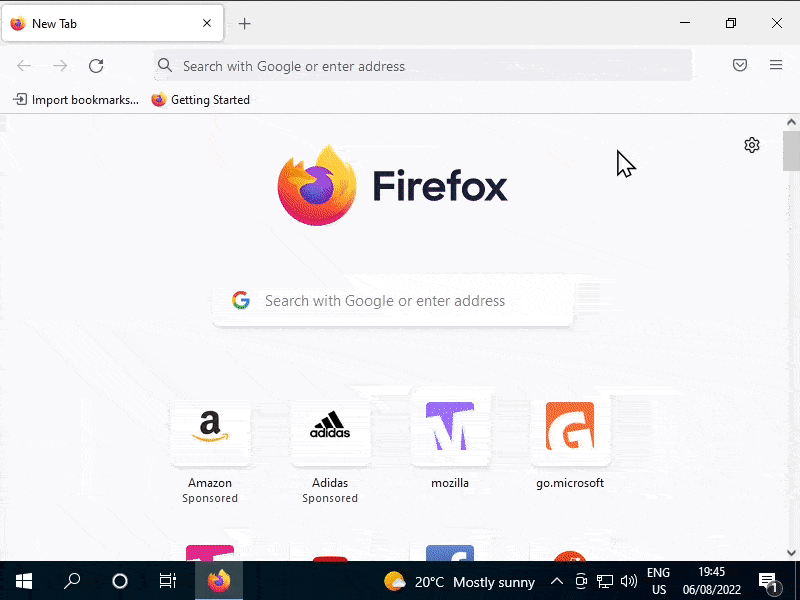 New Tab
Search with Google or enter address
Import bookmarks... Getting Started
Firefox
Search with Google or enter address
a adidas M G
Amazon Adidas mozilla go.microsoft
Sponsored Sponsored
20°C Mostly sunny ENG 19:45
US 06/08/2022 1